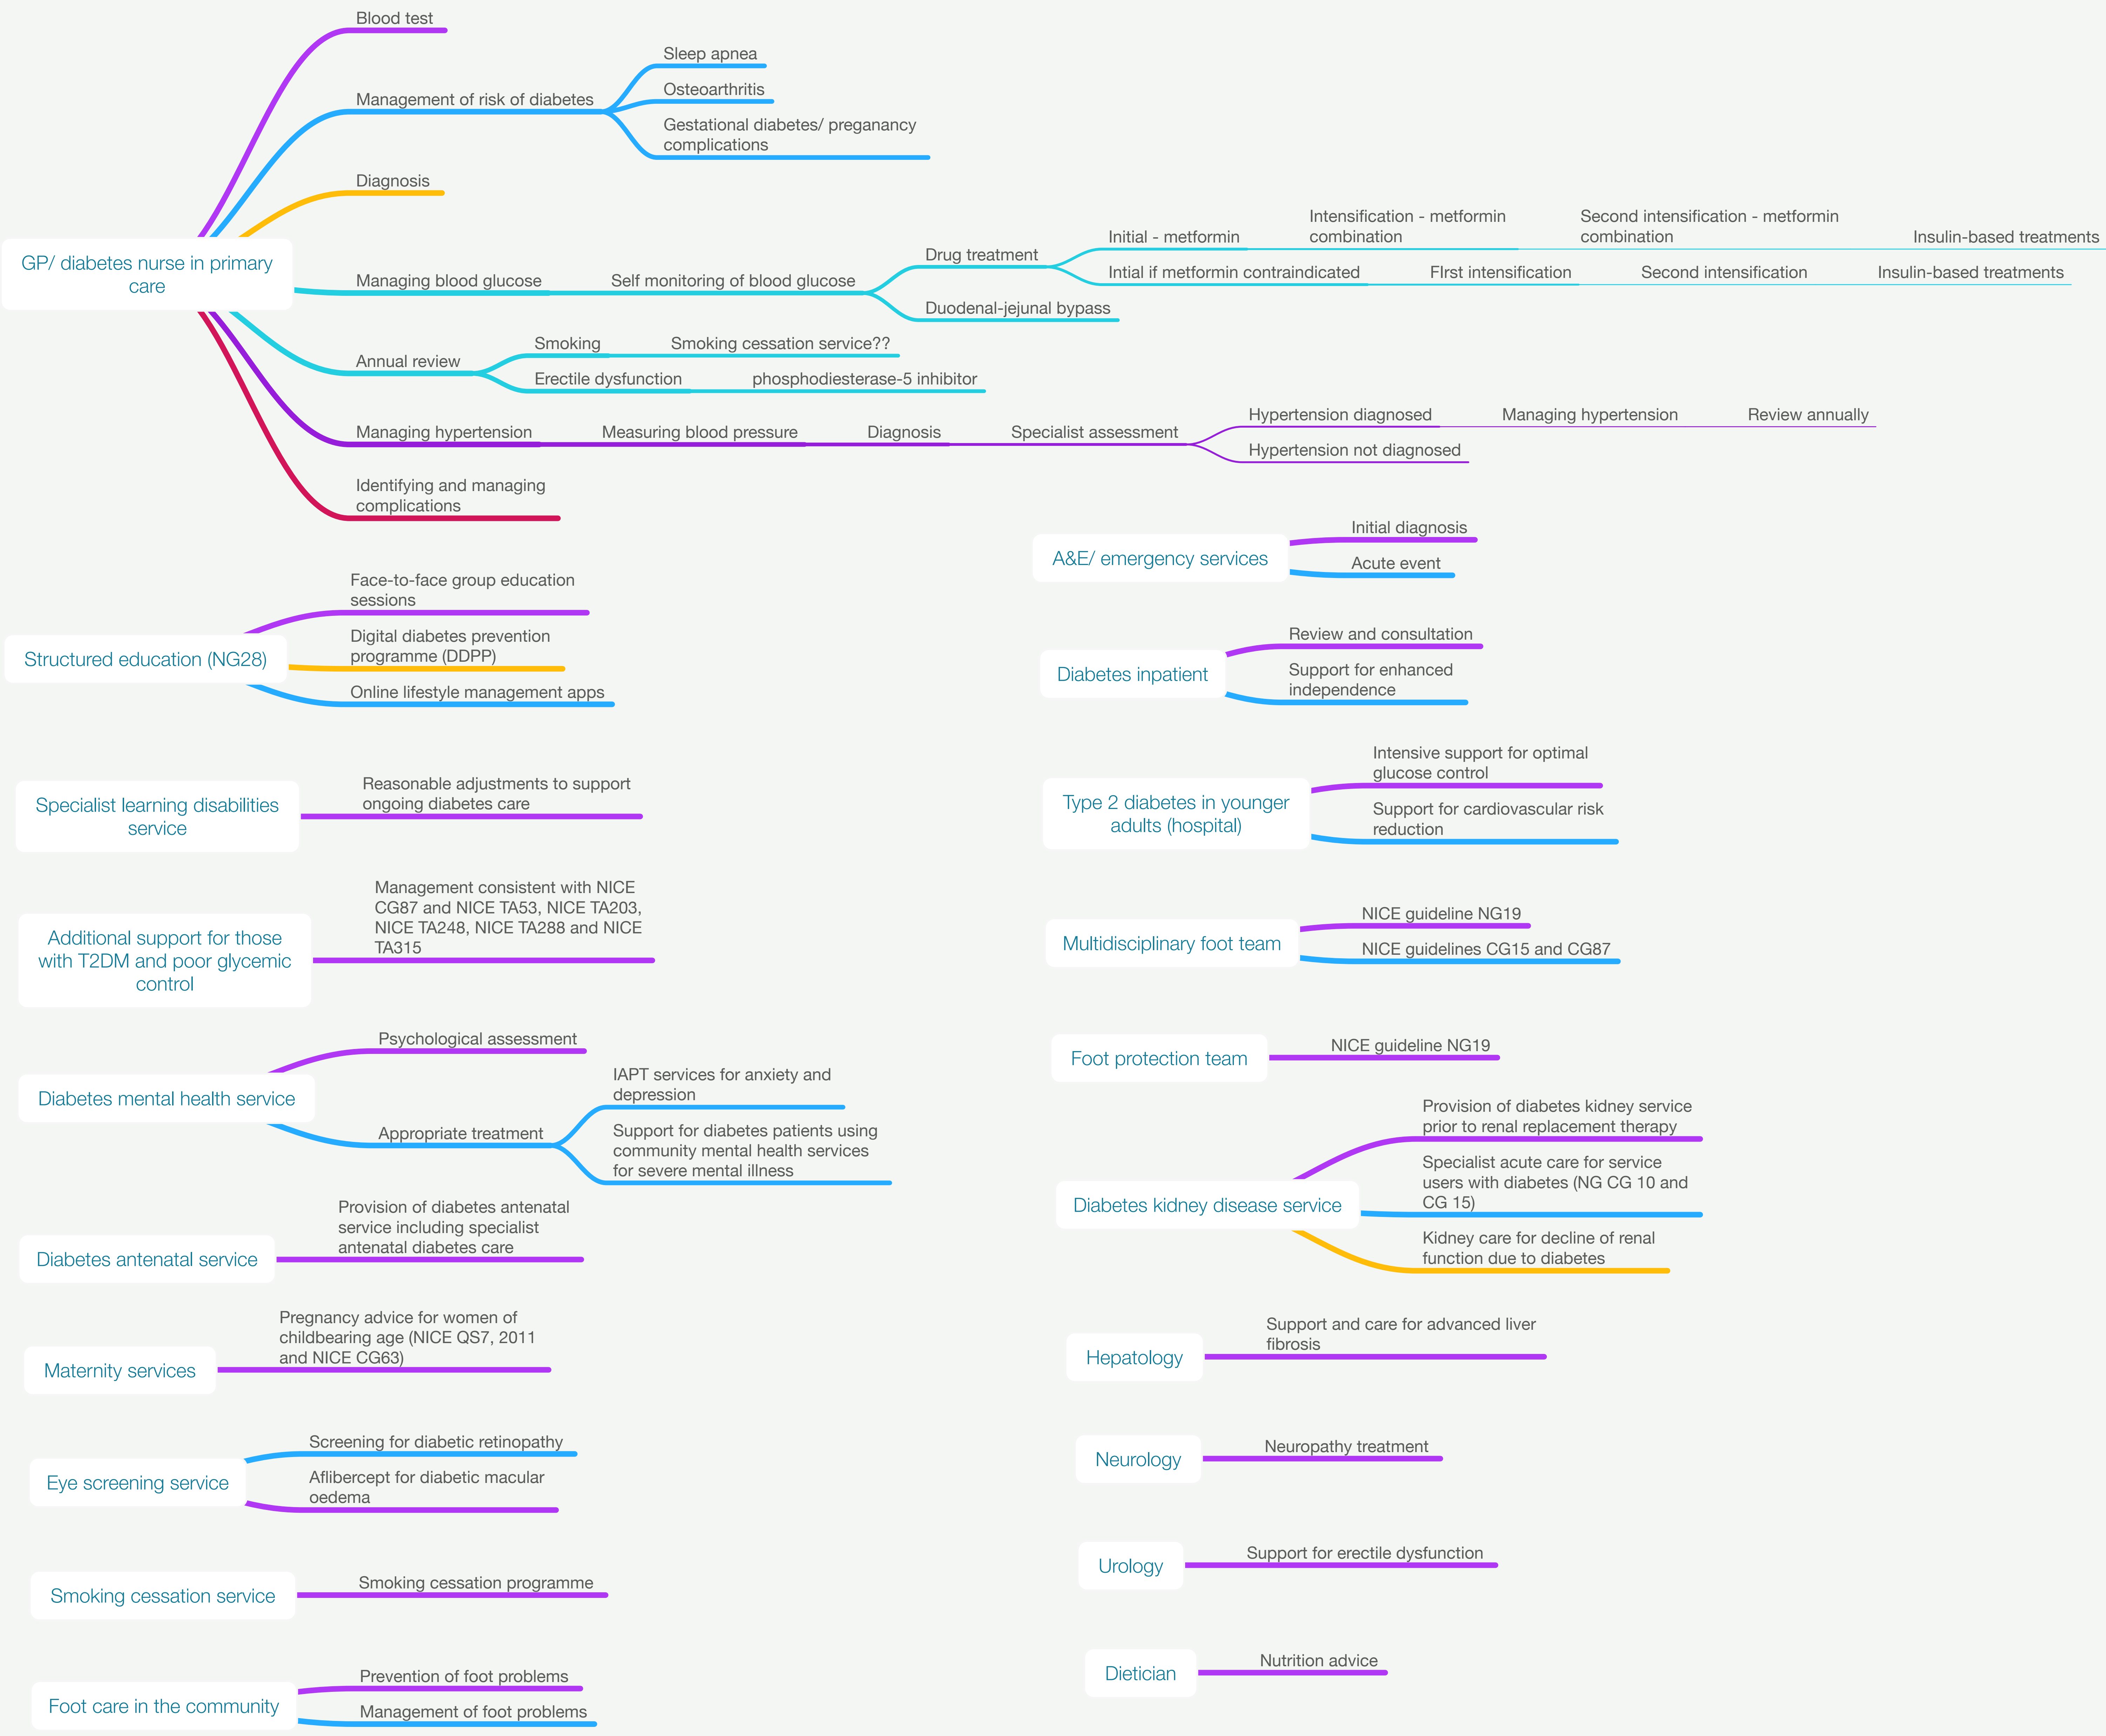 Blood test
Sleep apnea
Management of risk of diabetes
Osteoarthritis
Gestational diabetes/ preganancy
complications
Diagnosis
GP/ diabetes nurse in primary
care
Managing blood glucose
Self monitoring of blood glucose
Drug treatment
Initial - metformin
Intensification - metformin
combination
Second intensification - metformin
combination
Insulin-based treatments
Intial if metformin contraindicated
FIrst intensification
Second intensification
Insulin-based treatments
Duodenal-jejunal bypass
Annual review
Smoking
Smoking cessation service??
Erectile dysfunction
phosphodiesterase-5 inhibitor
Managing hypertension
Measuring blood pressure
Diagnosis
Specialist assessment
Hypertension diagnosed
Managing hypertension
Review annually
Hypertension not diagnosed
Identifying and managing
complications
Structured education (NG28)
Face-to-face group education
sessions
Digital diabetes prevention
programme (DDPP)
Online lifestyle management apps
Specialist learning disabilities
service
Reasonable adjustments to support
ongoing diabetes care
Additional support for those
with T2DM and poor glycemic
control
Management consistent with NICE
CG87 and NICE TA53, NICE TA203,
NICE TA248, NICE TA288 and NICE
TA315
Diabetes mental health service
Psychological assessment
Appropriate treatment
IAPT services for anxiety and
depression
Support for diabetes patients using
community mental health services
for severe mental illness
Diabetes antenatal service
Provision of diabetes antenatal
service including specialist
antenatal diabetes care
Maternity services
Pregnancy advice for women of
childbearing age (NICE QS7, 2011
and NICE CG63)
Eye screening service
Screening for diabetic retinopathy
Aflibercept for diabetic macular
oedema
Smoking cessation service
Smoking cessation programme
Foot care in the community
Prevention of foot problems
Management of foot problems
A&E/ emergency services
Initial diagnosis
Acute event
Diabetes inpatient
Review and consultation
Support for enhanced
independence
Type 2 diabetes in younger
adults (hospital)
Intensive support for optimal
glucose control
Support for cardiovascular risk
reduction
Multidisciplinary foot team
NICE guideline NG19
NICE guidelines CG15 and CG87
Foot protection team
NICE guideline NG19
Diabetes kidney disease service
Provision of diabetes kidney service
prior to renal replacement therapy
Specialist acute care for service
users with diabetes (NG CG 10 and
CG 15)
Kidney care for decline of renal
function due to diabetes
Hepatology
Support and care for advanced liver
fibrosis
Neurology
Neuropathy treatment
Urology
Support for erectile dysfunction
Dietician
Nutrition advice